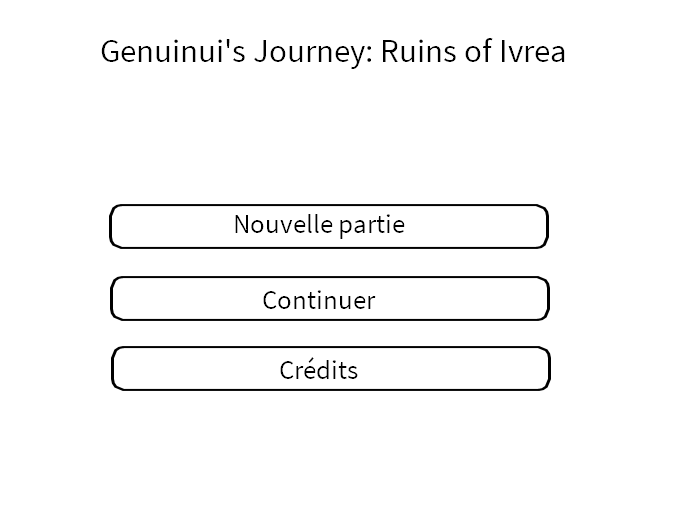 Genuinui's Journey: Ruins of Ivrea
Nouvelle partie
Continuer
Crédits